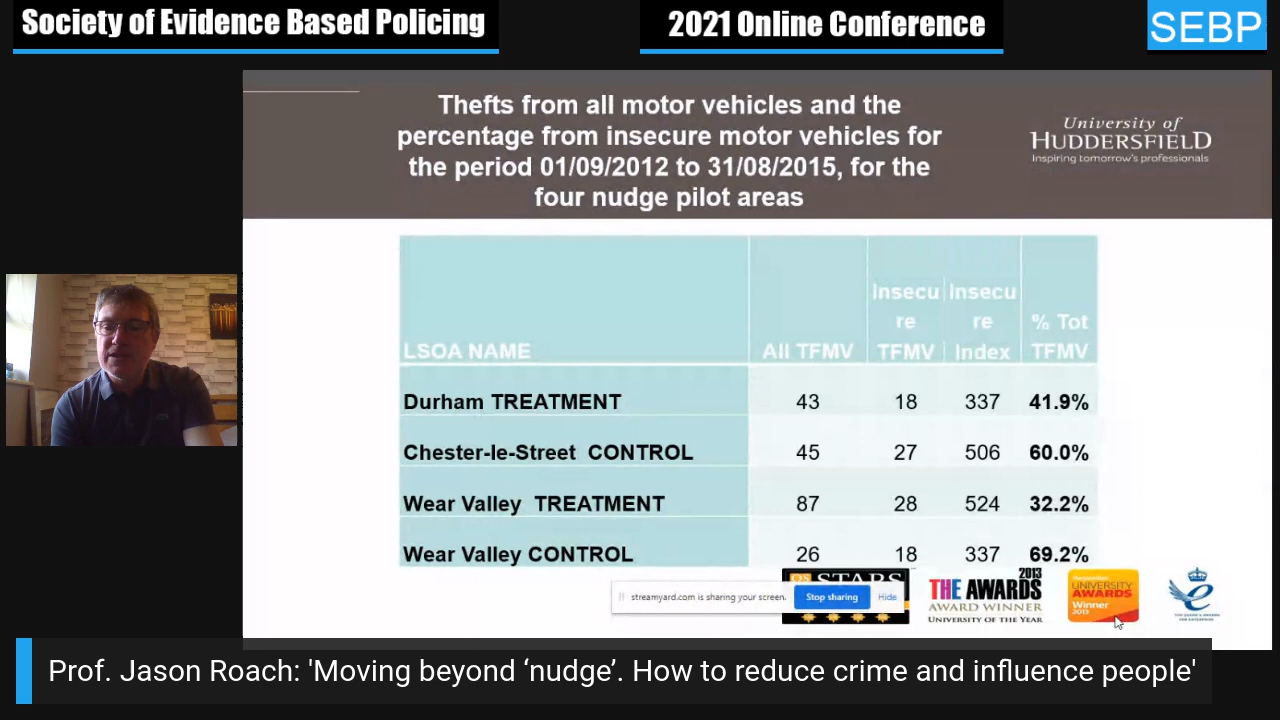 Society of Evidence Based Policing
2021 Online Conference
SEBP
Thefts from all motor vehicles and the
percentage from insecure motor vehicles for
the period 01/09/2012 to 31/08/2015, for the
four nudge pilot areas
University of
HUDDERSFIELD
Inspiring tomorrow's professionals
LSOA NAME All TFMV Insecu re TFMV Insecu re Index % Tot TFMV
Durham TREATMENT 43 18 337 41.9%
Chester-le-Street CONTROL 45 27 506 60.0%
Wear Valley TREATMENT 87 28 524 32.2%
Wear Valley CONTROL 26 18 337 69.2%
streamyard.com is sharing your screen.
Stop sharing
Hide
QS STARS
2013
THE AWARDS
AWARD WINNER
UNIVERSITY OF THE YEAR
UNIVERSITY
AWARDS
Winner
2013
Prof. Jason Roach: 'Moving beyond ‘nudge’. How to reduce crime and influence people'